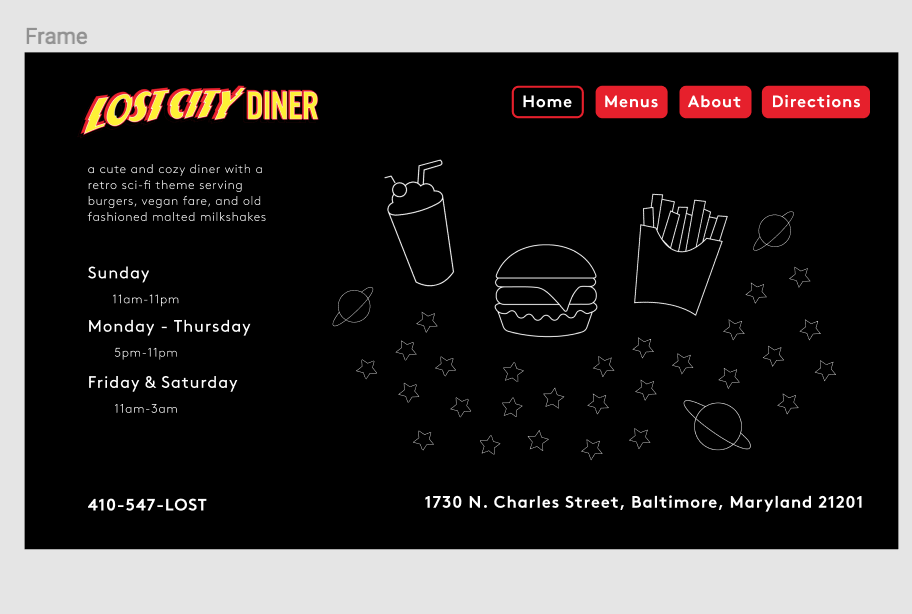 Frame
LOST CITY DINER
Home Menus About Directions
a cute and cozy diner with a
retro sci-fi theme serving
burgers, vegan fare, and old
fashioned malted milkshakes
Sunday
11am-11pm
Monday - Thursday
5pm-11pm
Friday & Saturday
11am-3am
410-547-LOST
1730 N. Charles Street, Baltimore, Maryland 21201